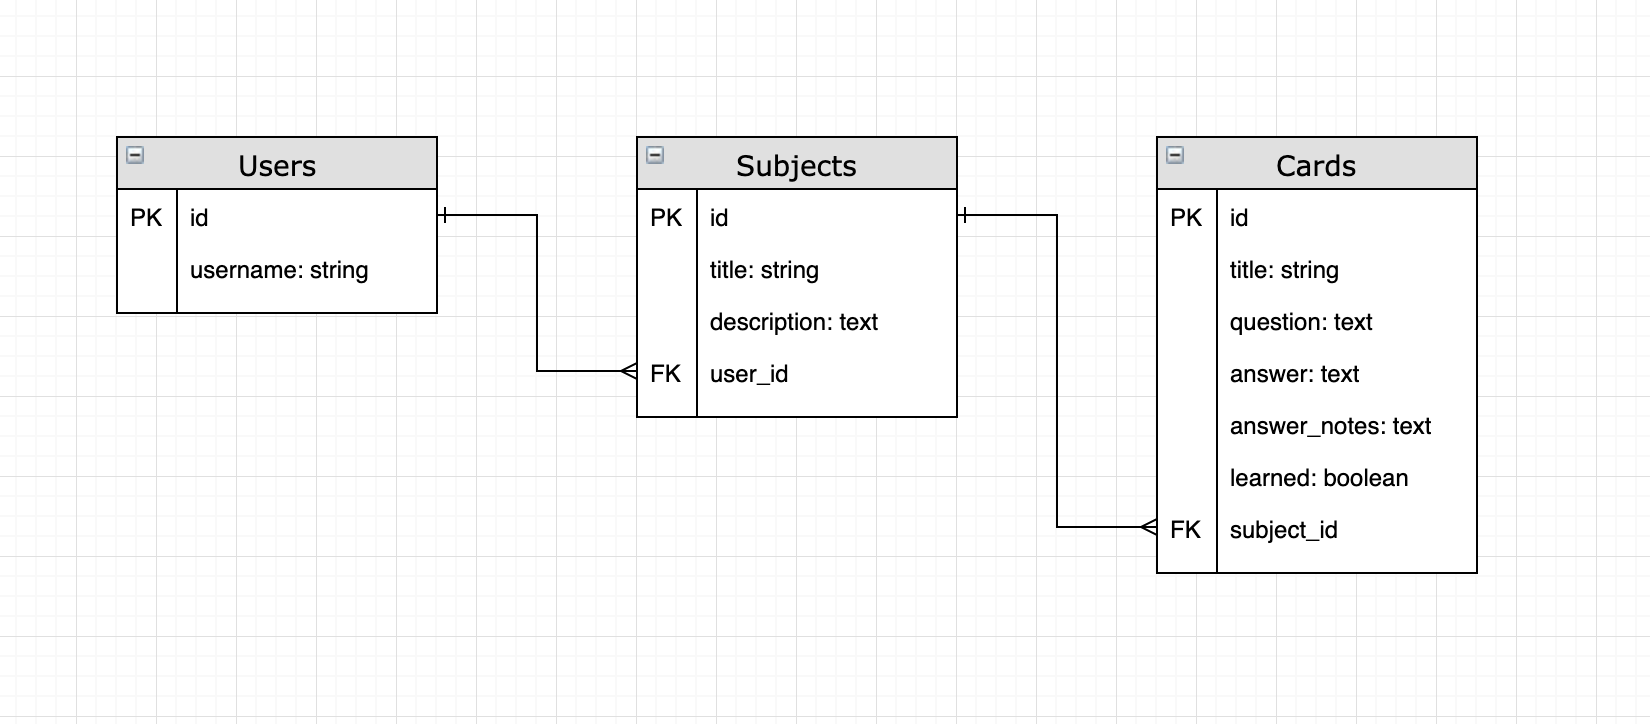 Users
PK id
username: string
Subjects
PK id
title: string
description: text
FK user_id
Cards
PK id
title: string
question: text
answer: text
answer_notes: text
learned: boolean
FK subject_id